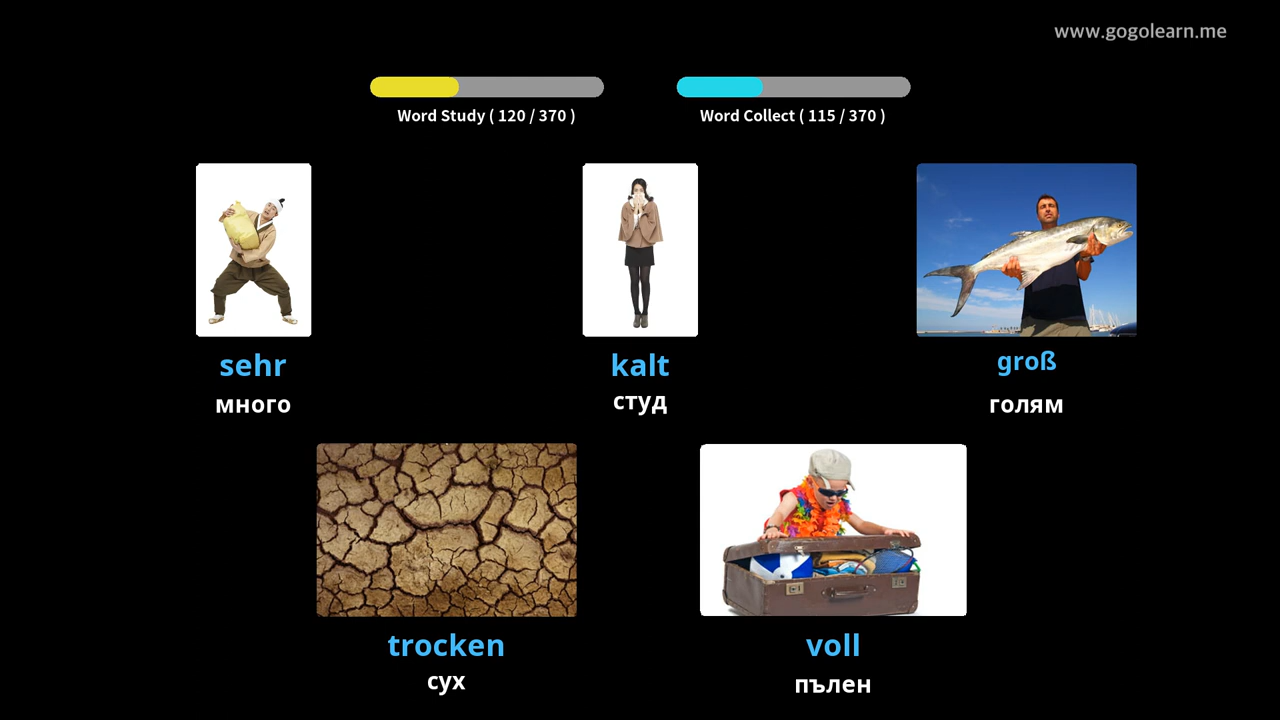 www.gogolearn.me
Word Study ( 120 / 370 )
Word Collect ( 115 / 370 )
sehr
много
kalt
студ
groß
голям
trocken
сух
voll
пълен